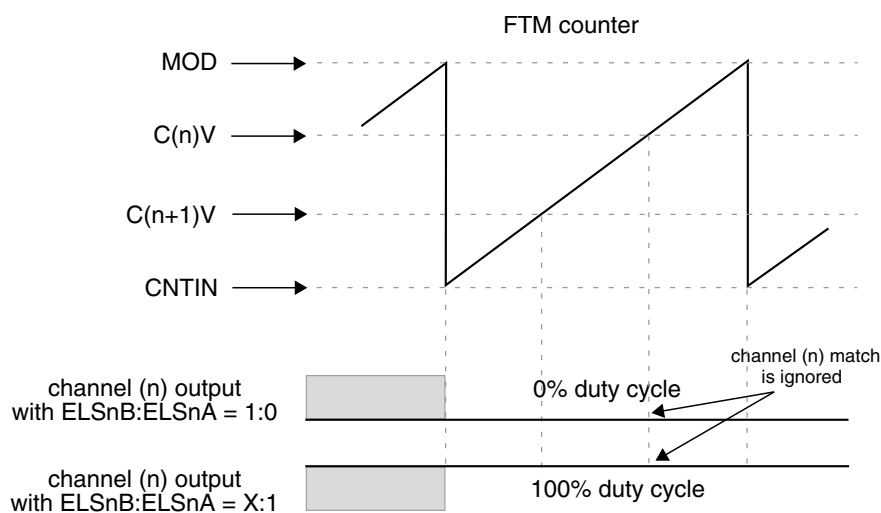 FTM counter
MOD
C(n)V
C(n+1)V
CNTIN
channel (n) match
is ignored
channel (n) output
with ELSnB:ELSnA = 1:0
0% duty cycle
channel (n) output
with ELSnB:ELSnA = X:1
100% duty cycle